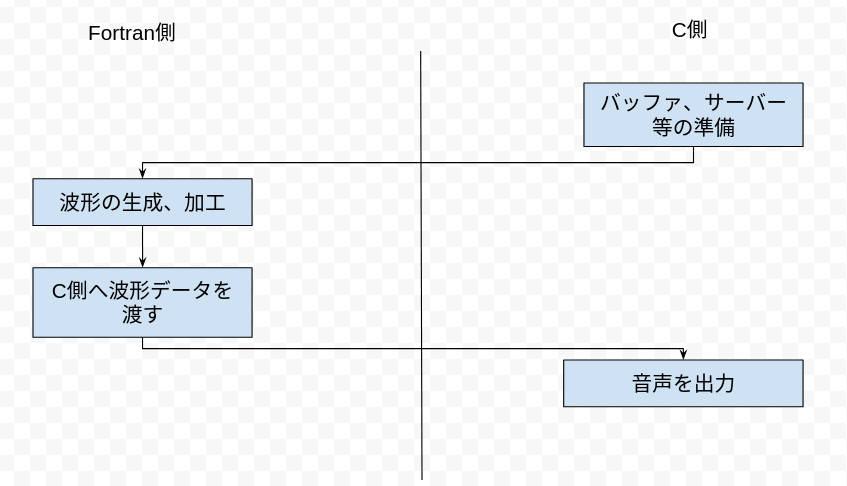 Fortran側
C側
バッファ、サーバー
等の準備
波形の生成、加工
C側へ波形データを
渡す
音声を出力